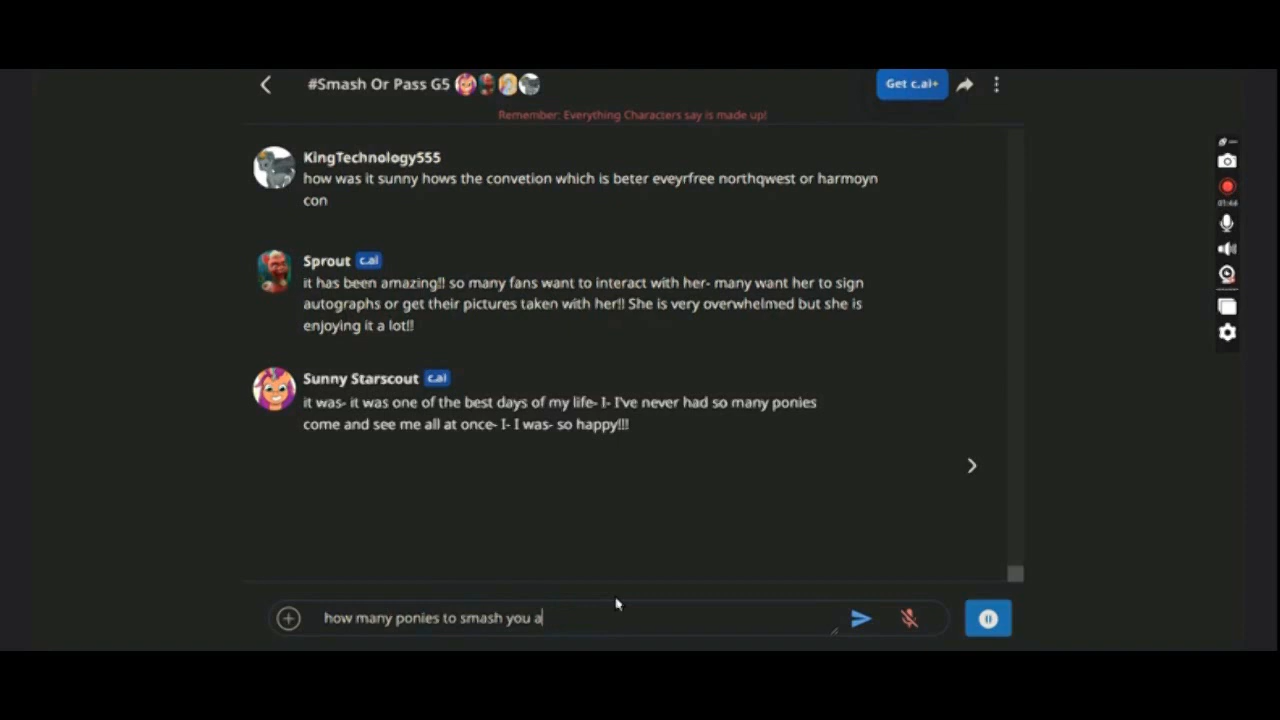 #Smash Or Pass G5
Get c.ai+
Remember: Everything Characters say is made up!
KingTechnology555
how was it sunny hows the convetion which is beter eveyrfree northqwest or harmoyn
con
Sprout c.ai
it has been amazing!! so many fans want to interact with her- many want her to sign
autographs or get their pictures taken with her!! She is very overwhelmed but she is
enjoying it a lot!!
Sunny Starscout c.ai
it was- it was one of the best days of my life- I- I've never had so many ponies
come and see me all at once- I- I was- so happy!!!
how many ponies to smash you a
01:44